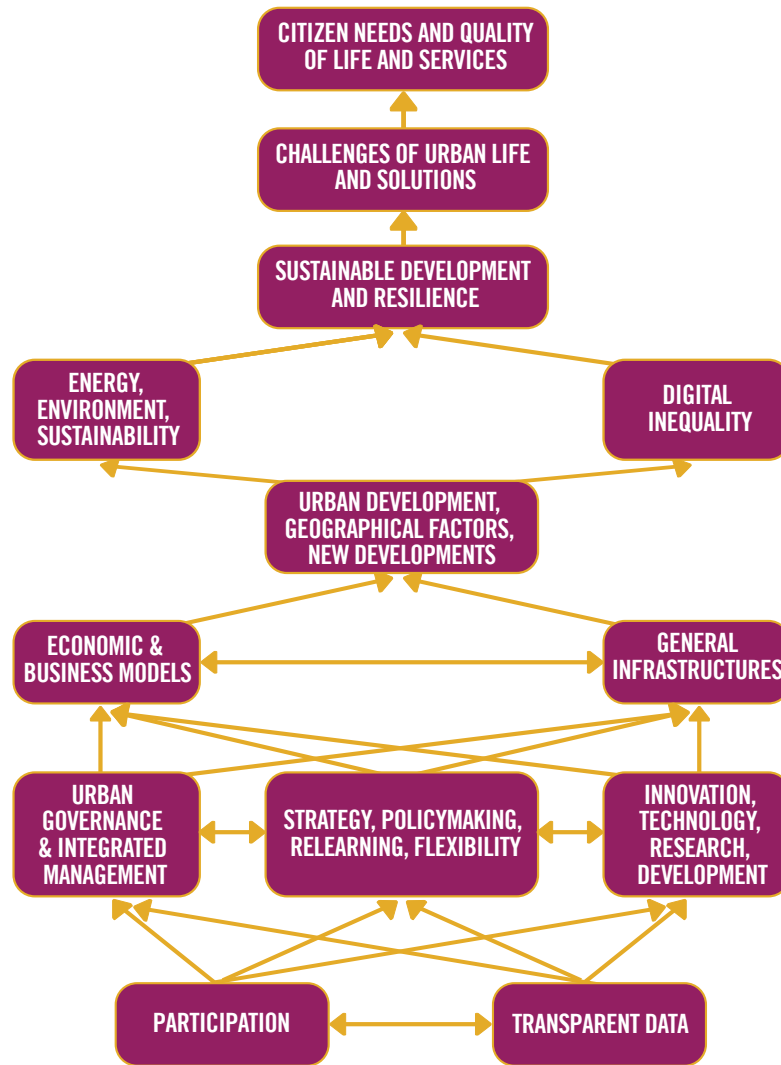 CITIZEN NEEDS AND QUALITY
OF LIFE AND SERVICES
CHALLENGES OF URBAN LIFE
AND SOLUTIONS
SUSTAINABLE DEVELOPMENT
AND RESILIENCE
ENERGY,
ENVIRONMENT,
SUSTAINABILITY
DIGITAL
INEQUALITY
URBAN DEVELOPMENT,
GEOGRAPHICAL FACTORS,
NEW DEVELOPMENTS
ECONOMIC &
BUSINESS MODELS
GENERAL
INFRASTRUCTURES
URBAN
GOVERNANCE
& INTEGRATED
MANAGEMENT
STRATEGY, POLICYMAKING,
RELEARNING, FLEXIBILITY
INNOVATION,
TECHNOLOGY,
RESEARCH,
DEVELOPMENT
PARTICIPATION
TRANSPARENT DATA